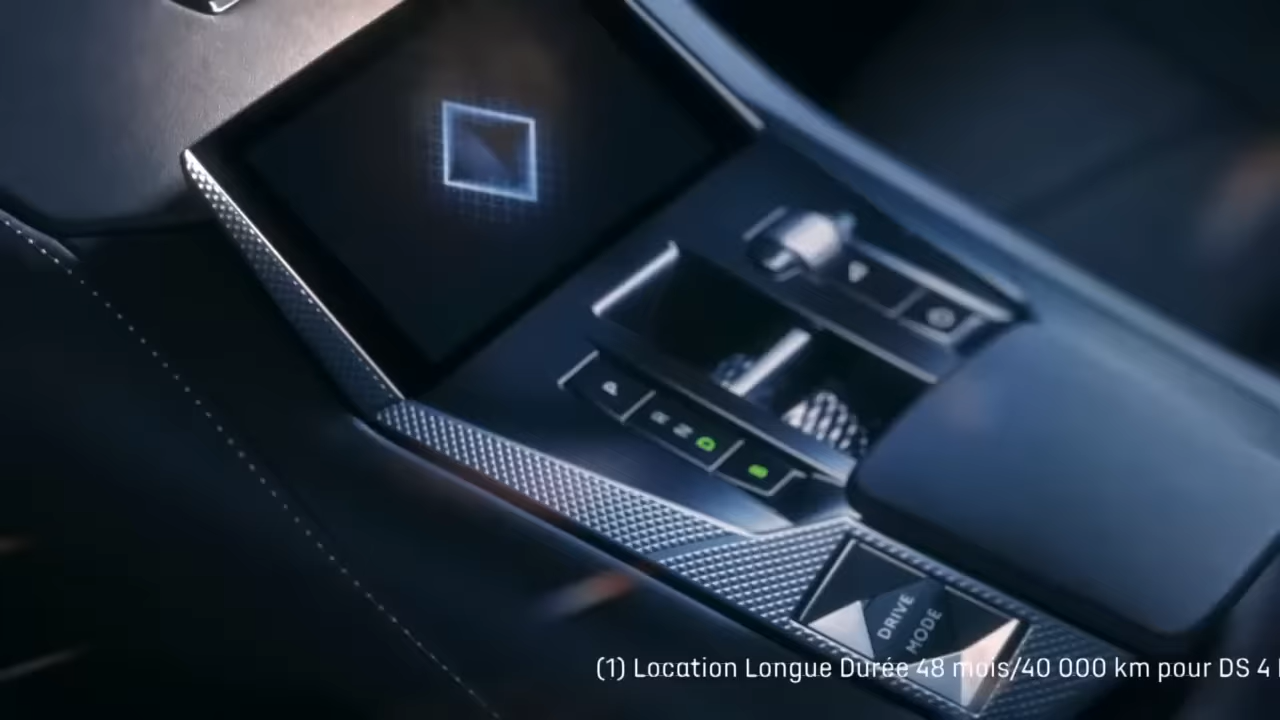 P
R N D
B
DRIVE
MODE
(1) Location Longue Durée 48 mois/40 000 km pour DS 4